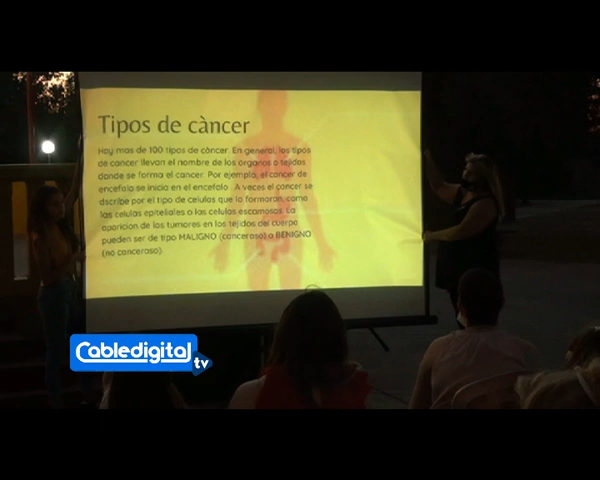 Tipos de càncer
Hay mas de 100 tipos de càncer. En general, los tipos
de cancer llevan el nombre de los organos o tejidos
donde se forma el cancer. Por ejemplo, el cancer de
encefalo se inicia en el encefalo. A veces el cancer se
dscribe por el tipo de celulas que lo formaron, como
las celulas epiteliales o las celulas escamosas. La
aparicion de los tumores en los tejidos del cuerpo
pueden ser de tipo MALIGNO (canceroso) o BENIGNO
(no canceroso).
Cabledigital
tv